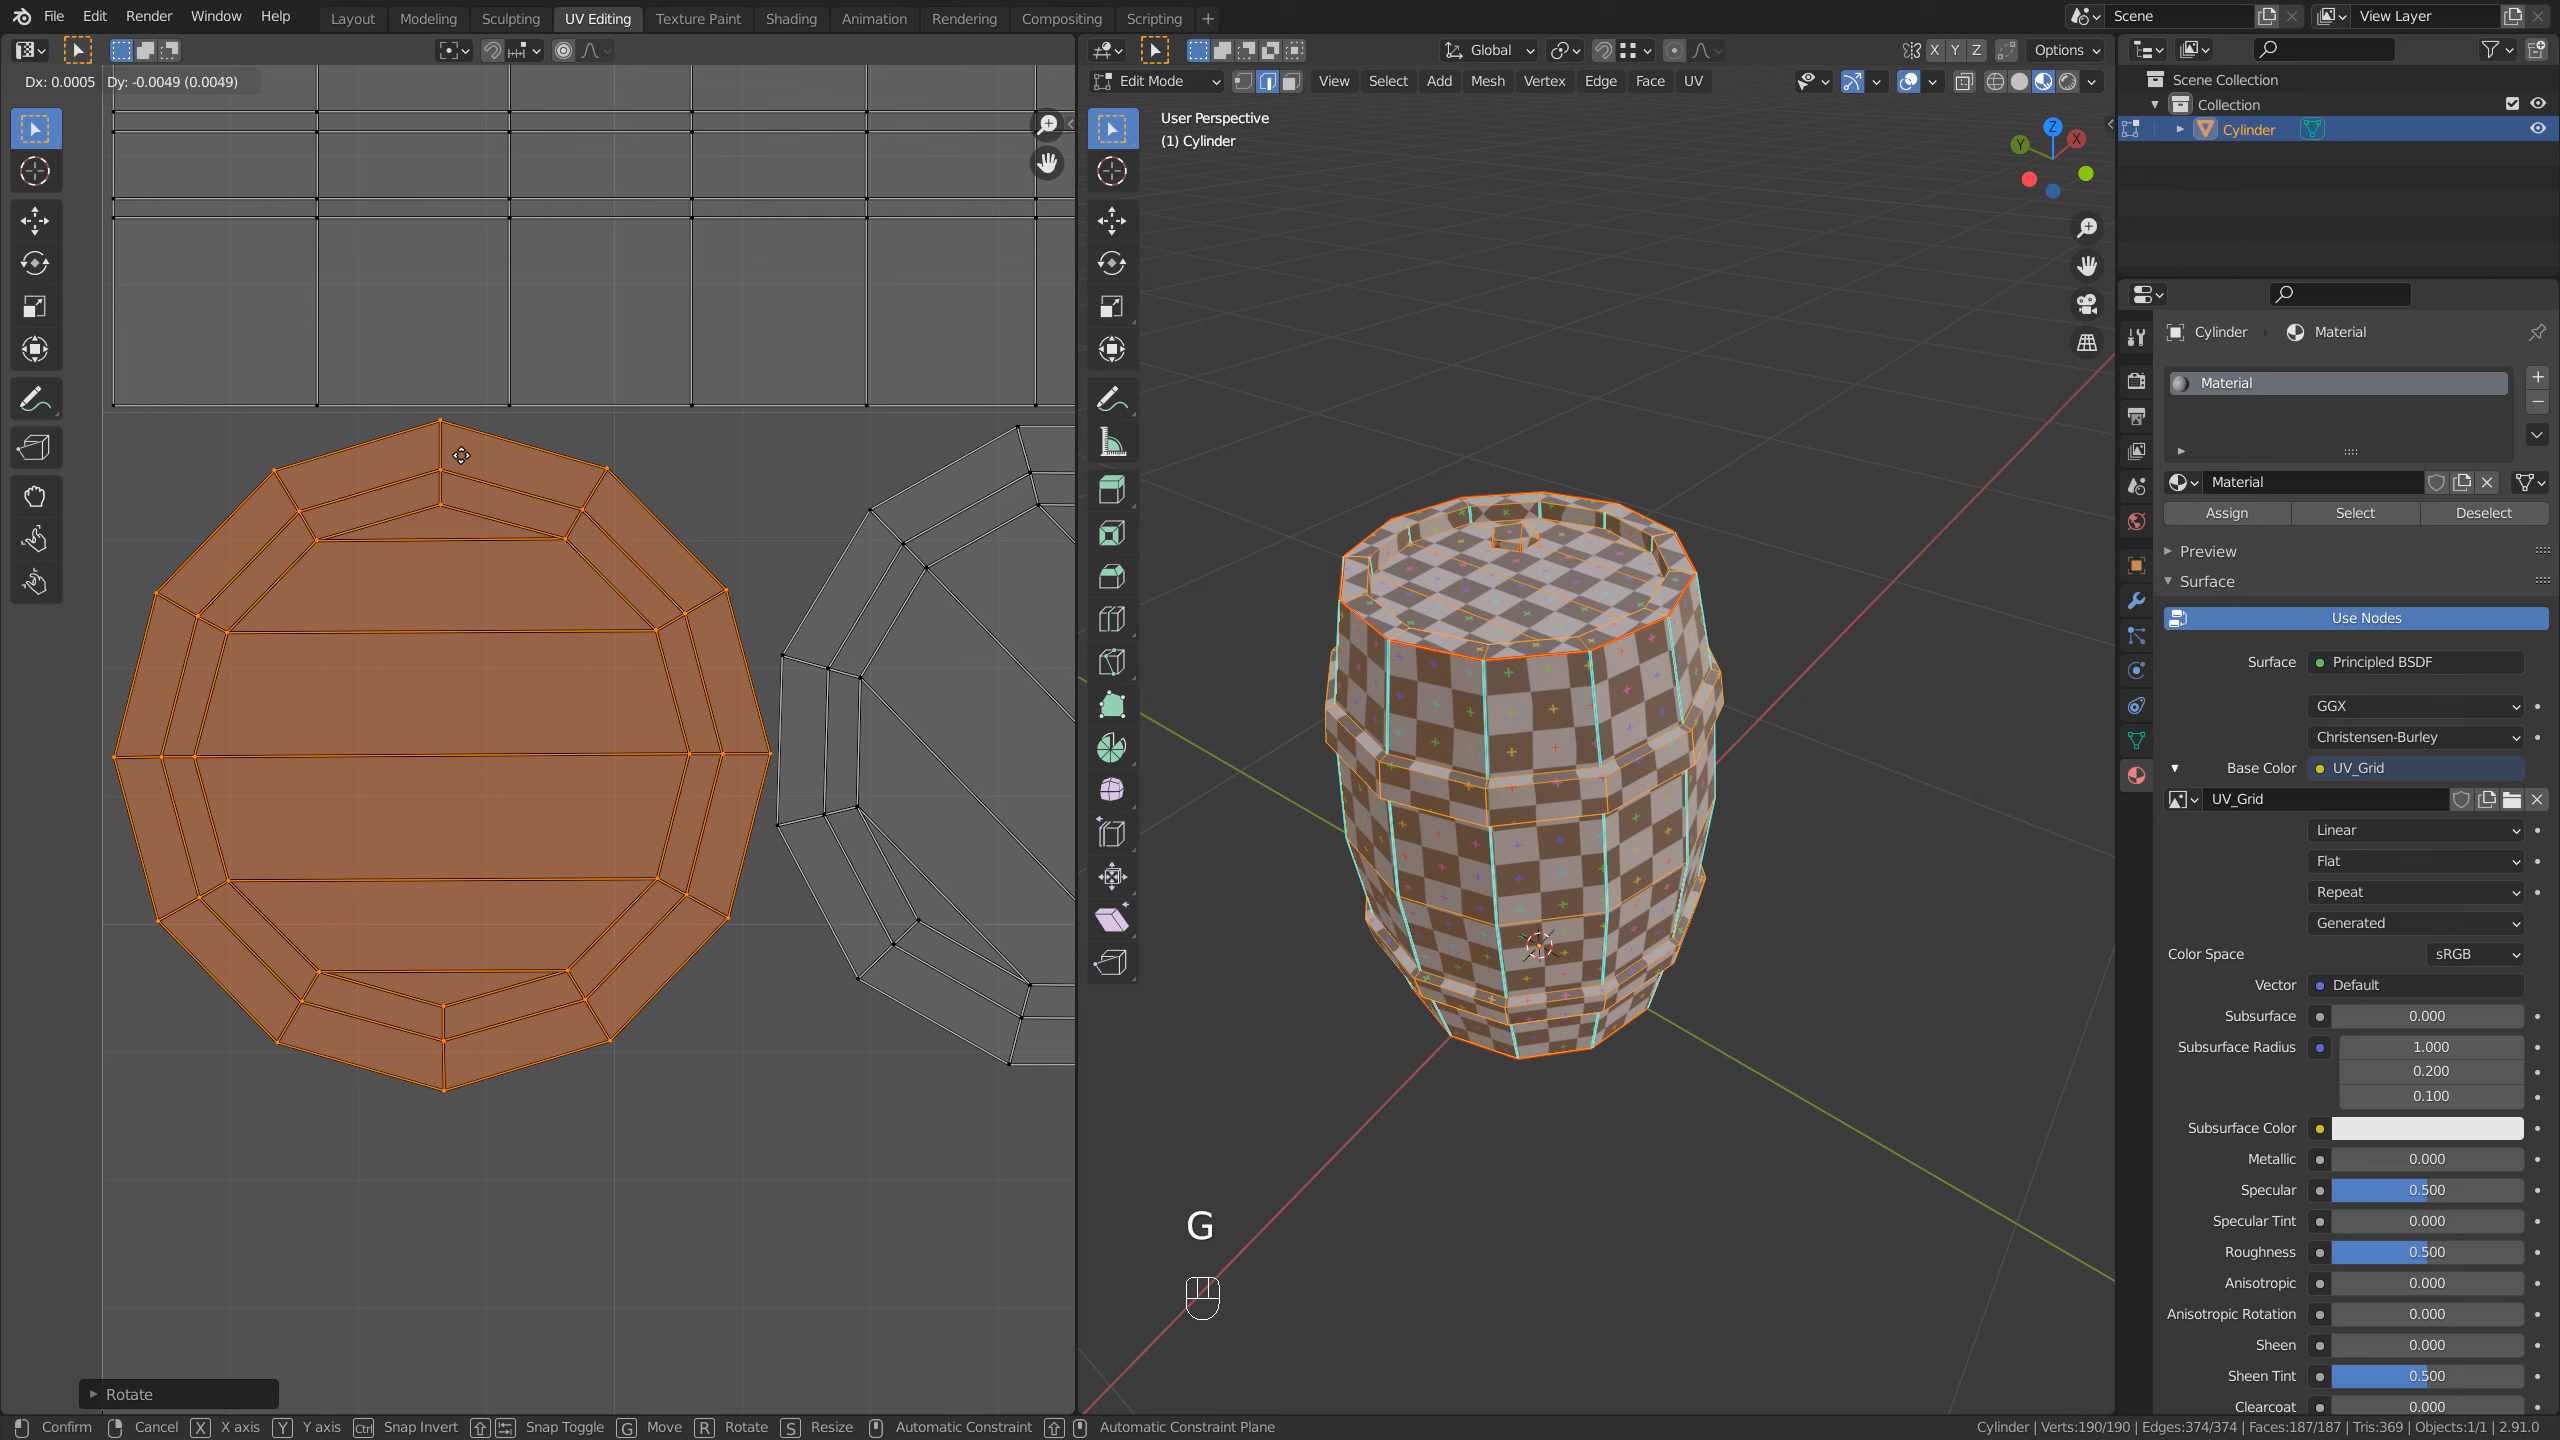 File Edit Render Window Help
Layout Modeling Sculpting UV Editing Texture Paint Shading Animation Rendering Compositing Scripting +
Scene
View Layer
Global
X Y Z
Options
Dx: 0.0005 Dy: -0.0049 (0.0049)
Edit Mode
View Select Add Mesh Vertex Edge Face UV
Scene Collection
Collection
Cylinder
User Perspective
(1) Cylinder
Z
Y
X
Cylinder Material
Material
Material
Assign Select Deselect
Preview
Surface
Use Nodes
Surface Principled BSDF
GGX
Christensen-Burley
Base Color UV_Grid
UV_Grid
Linear
Flat
Repeat
Generated
Color Space sRGB
Vector Default
Subsurface 0.000
Subsurface Radius 1.000
0.200
0.100
Subsurface Color
Metallic 0.000
Specular 0.500
Specular Tint 0.000
Roughness 0.500
Anisotropic 0.000
Anisotropic Rotation 0.000
Sheen 0.000
Sheen Tint 0.500
Clearcoat 0.000
G
Rotate
Confirm Cancel X X axis Y Y axis Ctrl Snap Invert Snap Toggle G Move R Rotate S Resize Automatic Constraint Automatic Constraint Plane
Cylinder | Verts:190/190 | Edges:374/374 | Faces:187/187 | Tris:369 | Objects:1/1 | 2.91.0